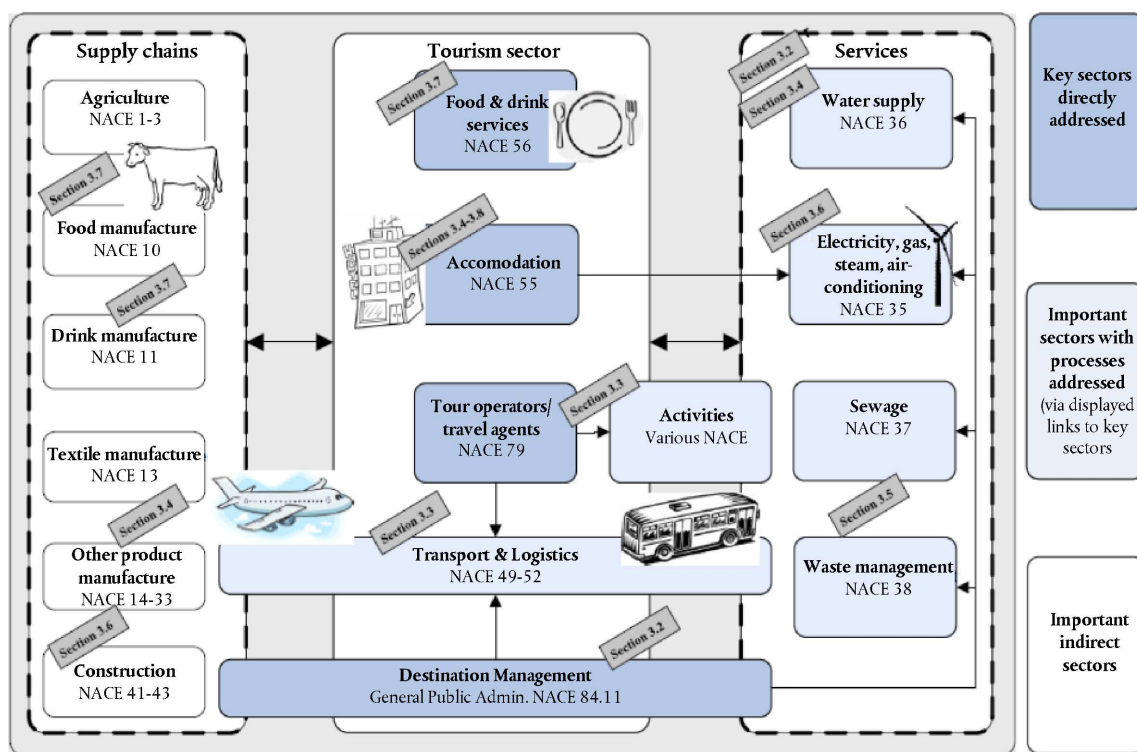 Supply chains
Agriculture
NACE 1-3
Section 3.7
Food manufacture
NACE 10
Section 3.7
Drink manufacture
NACE 11
Textile manufacture
NACE 13
Section 3.4
Other product
manufacture
NACE 14-33
Section 3.6
Construction
NACE 41-43
Tourism sector
Section 3.7
Food & drink
services
NACE 56
Sections 3.4-3.8
Accomodation
NACE 55
Tour operators/
travel agents
NACE 79
Section 3.3
Activities
Various NACE
Section 3.3
Transport & Logistics
NACE 49-52
Section 3.2
Destination Management
General Public Admin. NACE 84.11
Services
Section 3.2
Section 3.4
Water supply
NACE 36
Section 3.6
Electricity, gas,
steam, air-
conditioning
NACE 35
Sewage
NACE 37
Section 3.5
Waste management
NACE 38
Key sectors
directly
addressed
Important
sectors with
processes
addressed
(via displayed
links to key
sectors
Important
indirect
sectors